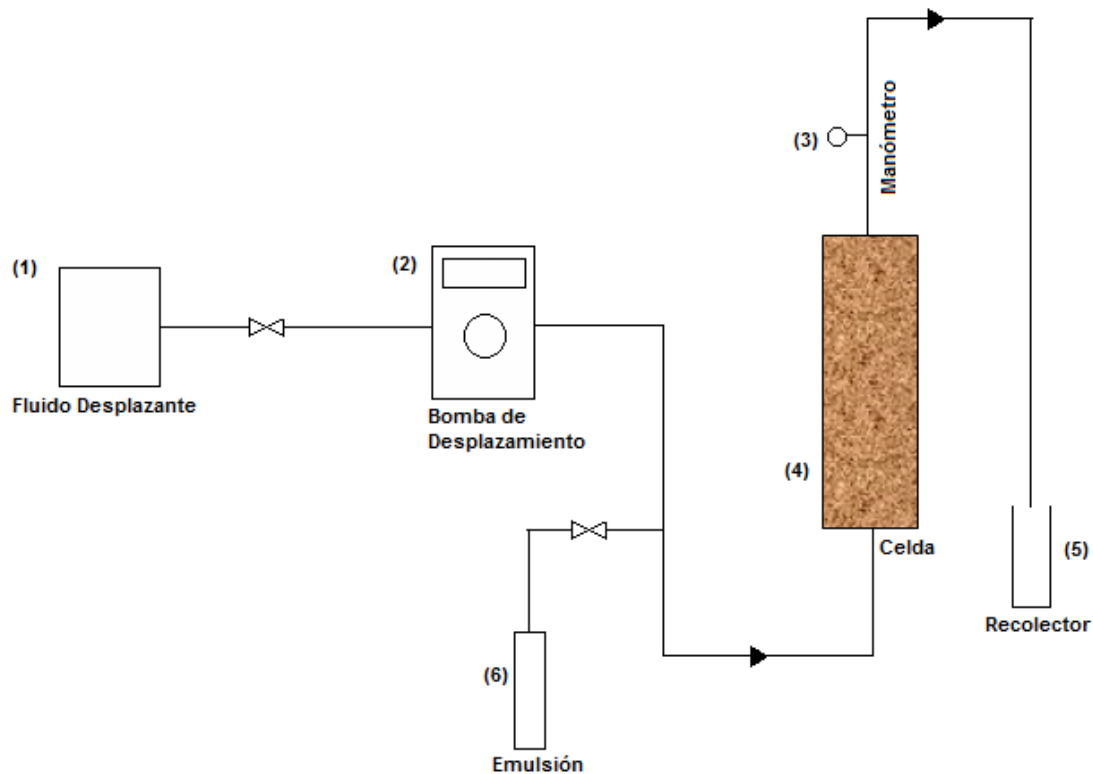 (1)
Fluido Desplazante
(2)
Bomba de
Desplazamiento
(3)
Manómetro
(4)
Celda
(5)
Recolector
(6)
Emulsión